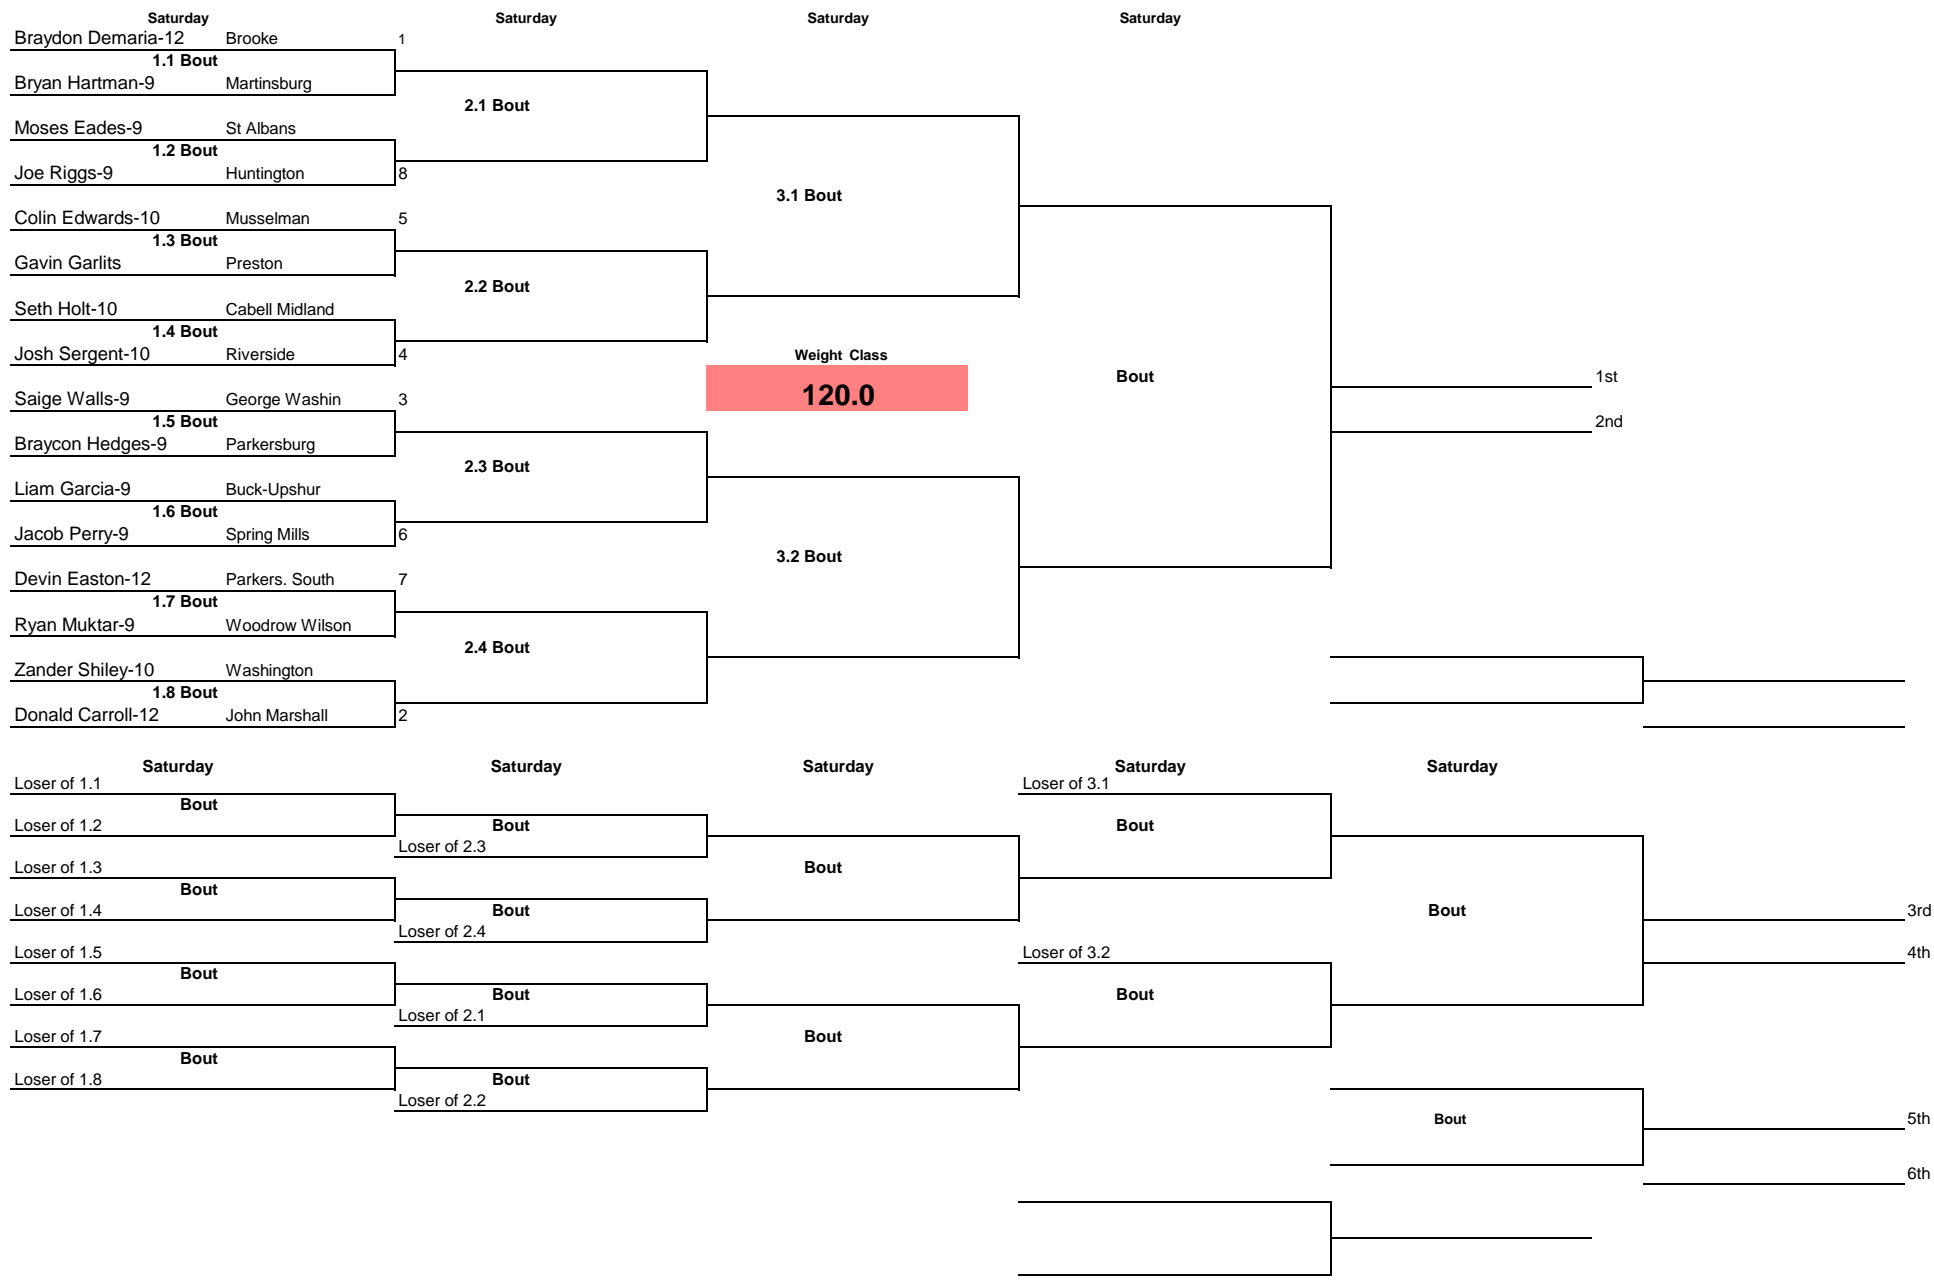 Saturday Saturday Saturday Saturday
Braydon Demaria-12 Brooke 1
1.1 Bout
Bryan Hartman-9 Martinsburg
2.1 Bout
Moses Eades-9 St Albans
1.2 Bout
Joe Riggs-9 Huntington 8
3.1 Bout
Colin Edwards-10 Musselman 5
1.3 Bout
Gavin Garlits Preston
2.2 Bout
Seth Holt-10 Cabell Midland
1.4 Bout
Josh Sergent-10 Riverside 4 Weight Class
Bout 1st
Saige Walls-9 George Washin 3 120.0
1.5 Bout 2nd
Braycon Hedges-9 Parkersburg
2.3 Bout
Liam Garcia-9 Buck-Upshur
1.6 Bout
Jacob Perry-9 Spring Mills 6
3.2 Bout
Devin Easton-12 Parkers. South 7
1.7 Bout
Ryan Muktar-9 Woodrow Wilson
2.4 Bout
Zander Shiley-10 Washington
1.8 Bout
Donald Carroll-12 John Marshall 2
Saturday Saturday Saturday Saturday Saturday
Loser of 1.1 Loser of 3.1
Bout
Loser of 1.2 Bout Bout
Loser of 2.3
Loser of 1.3 Bout
Bout
Loser of 1.4 Bout Bout 3rd
Loser of 2.4
Loser of 1.5 Loser of 3.2 4th
Bout
Loser of 1.6 Bout Bout
Loser of 2.1
Loser of 1.7 Bout
Bout
Loser of 1.8 Bout
Loser of 2.2
Bout 5th
6th